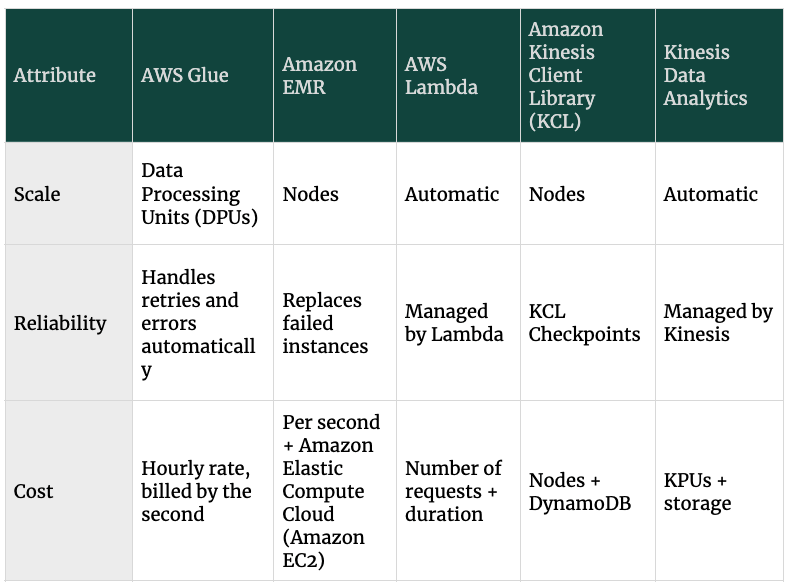 Attribute
AWS Glue
Amazon
EMR
AWS
Lambda
Amazon
Kinesis
Client
Library
(KCL)
Kinesis
Data
Analytics
Scale
Data
Processing
Units (DPUs)
Nodes
Automatic
Nodes
Automatic
Reliability
Handles
retries and
errors
automaticall
y
Replaces
failed
instances
Managed
by Lambda
KCL
Checkpoints
Managed by
Kinesis
Cost
Hourly rate,
billed by the
second
Per second
+ Amazon
Elastic
Compute
Cloud
(Amazon
EC2)
Number of
requests +
duration
Nodes +
DynamoDB
KPUs +
storage